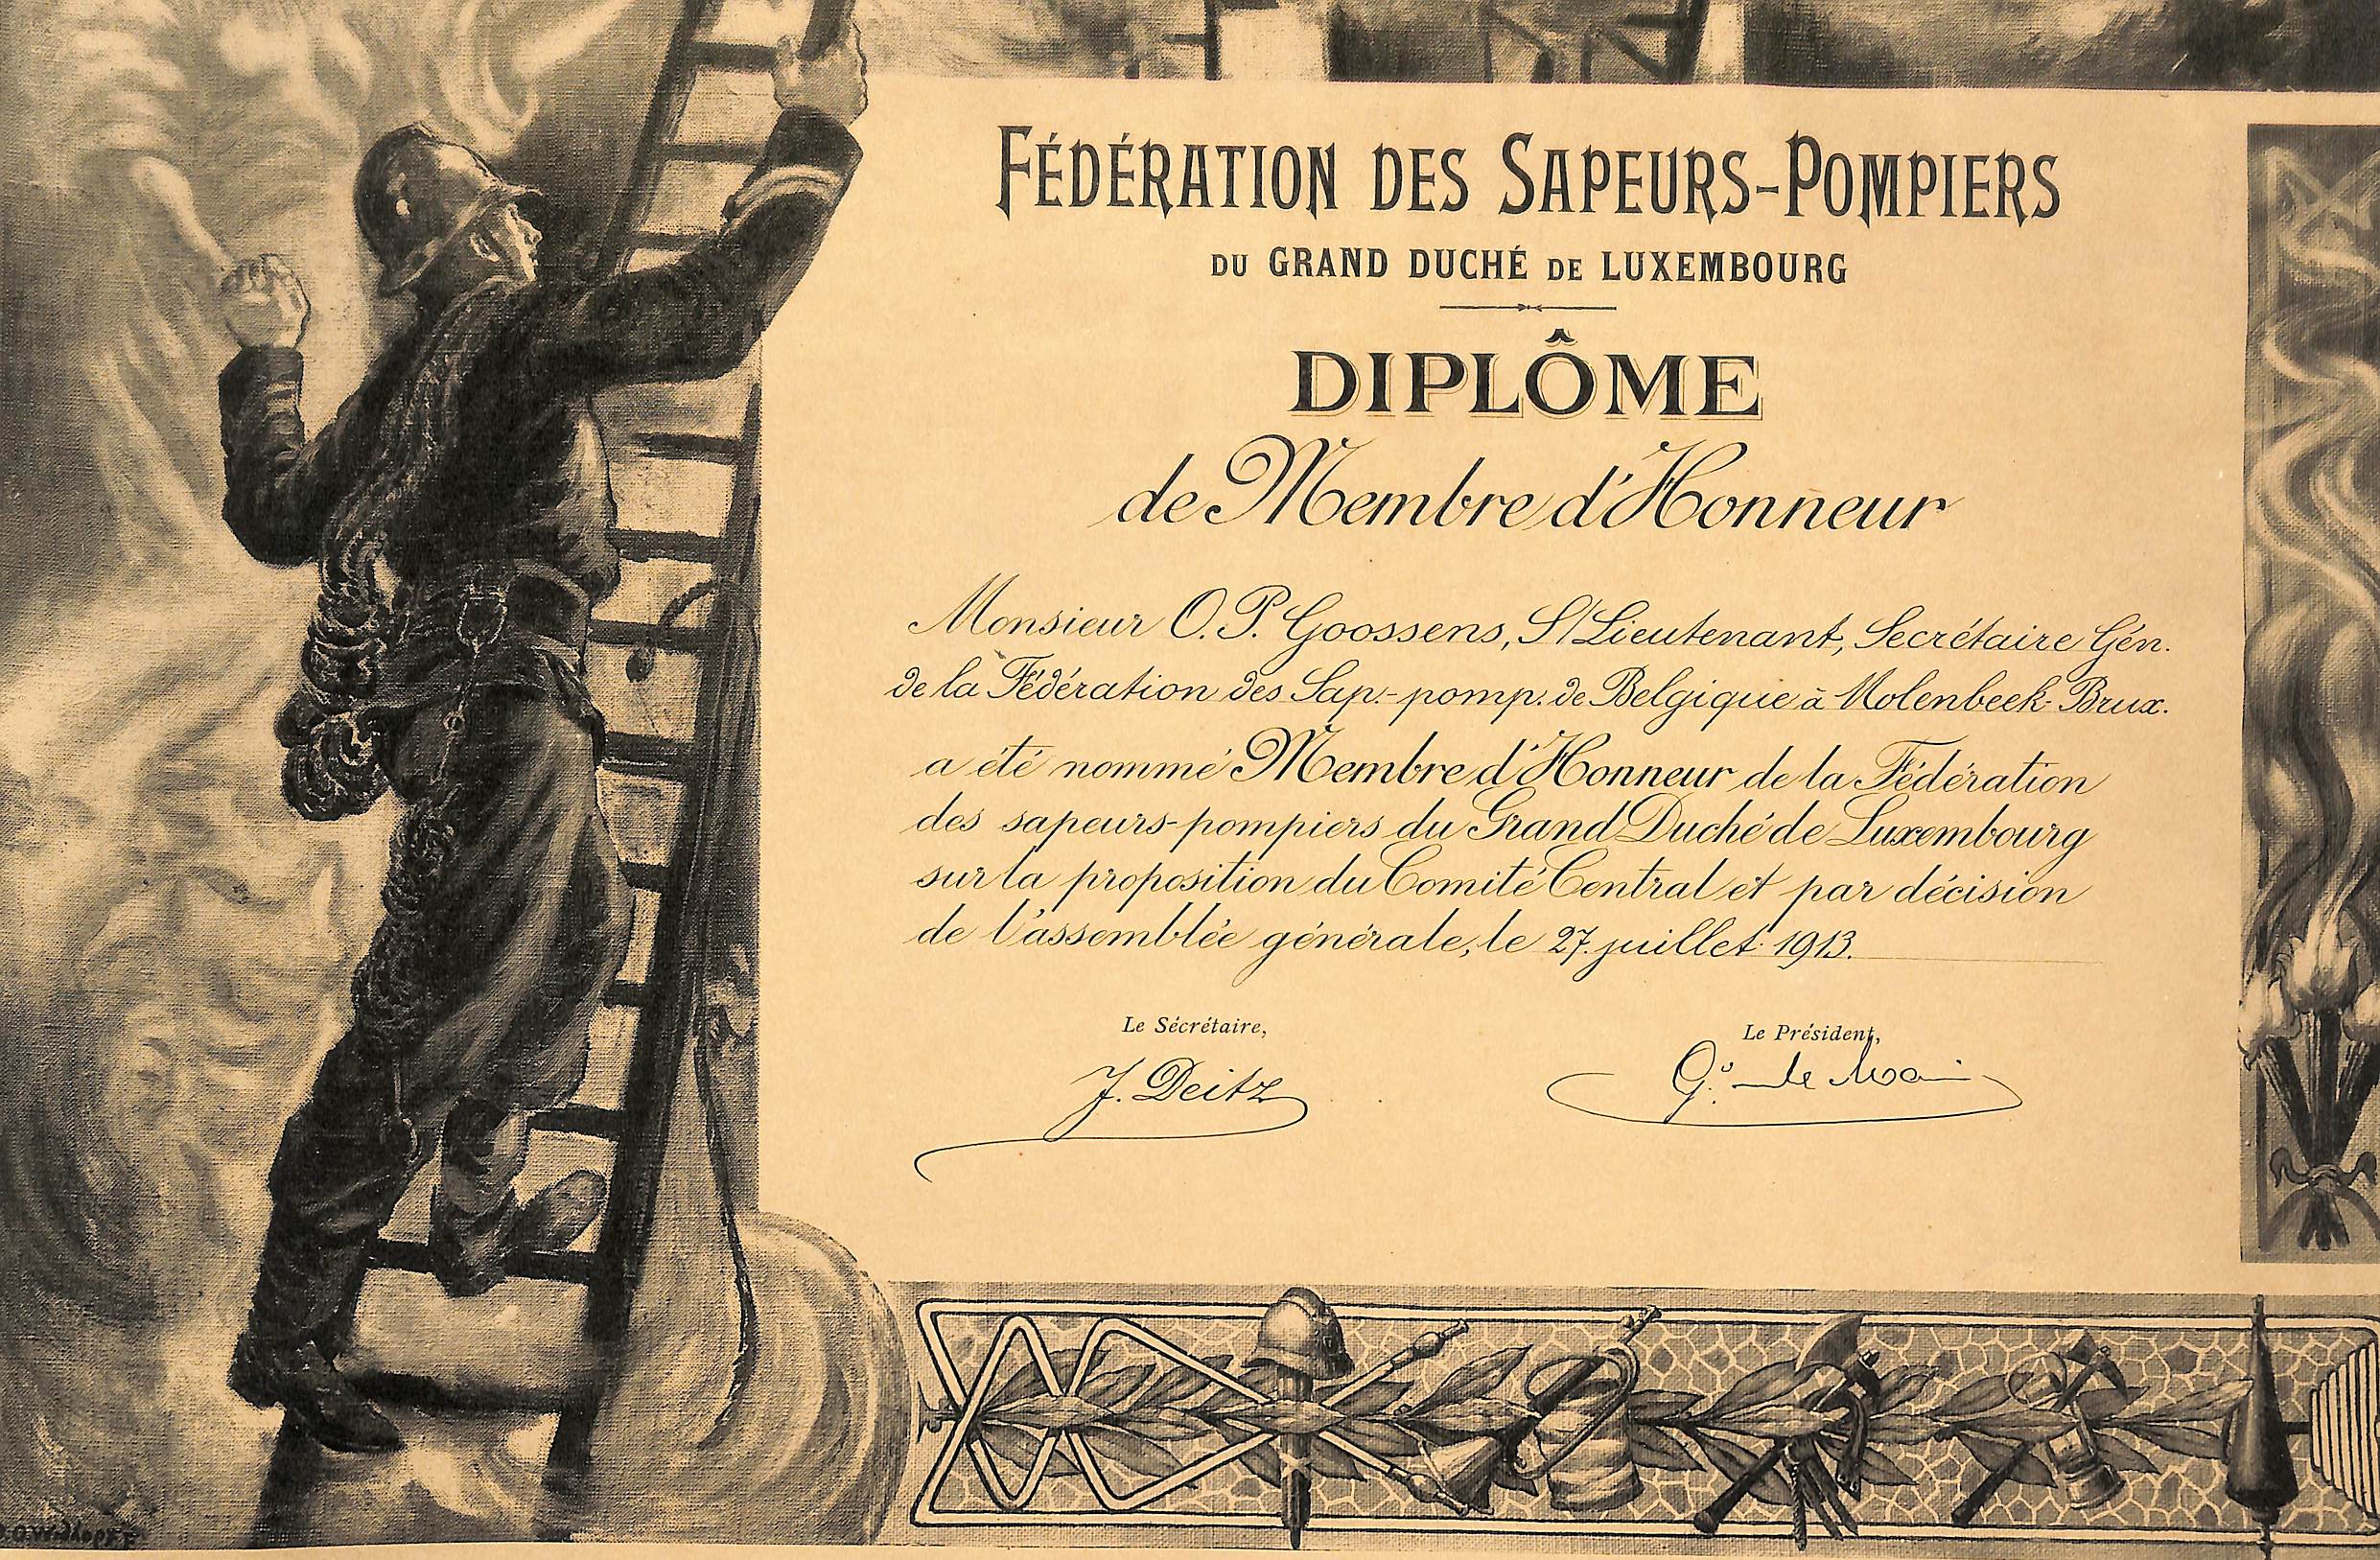 FÉDÉRATION DES SAPEURS-POMPIERS
DU GRAND DUCHÉ DE LUXEMBOURG
DIPLÔME
de Membre d'Honneur
Monsieur O. P. Goossens, S/Lieutenant, Secrétaire Gén.
de la Fédération des Sap.-pomp. de Belgique à Molenbeek-Brux.
a été nommé Membre d'Honneur de la Fédération
des sapeurs-pompiers du Grand Duché de Luxembourg
sur la proposition du Comité Central et par décision
de l'assemblée générale, le 27. juillet 1913.
Le Sécrétaire,
Le Président,
J. Deitz